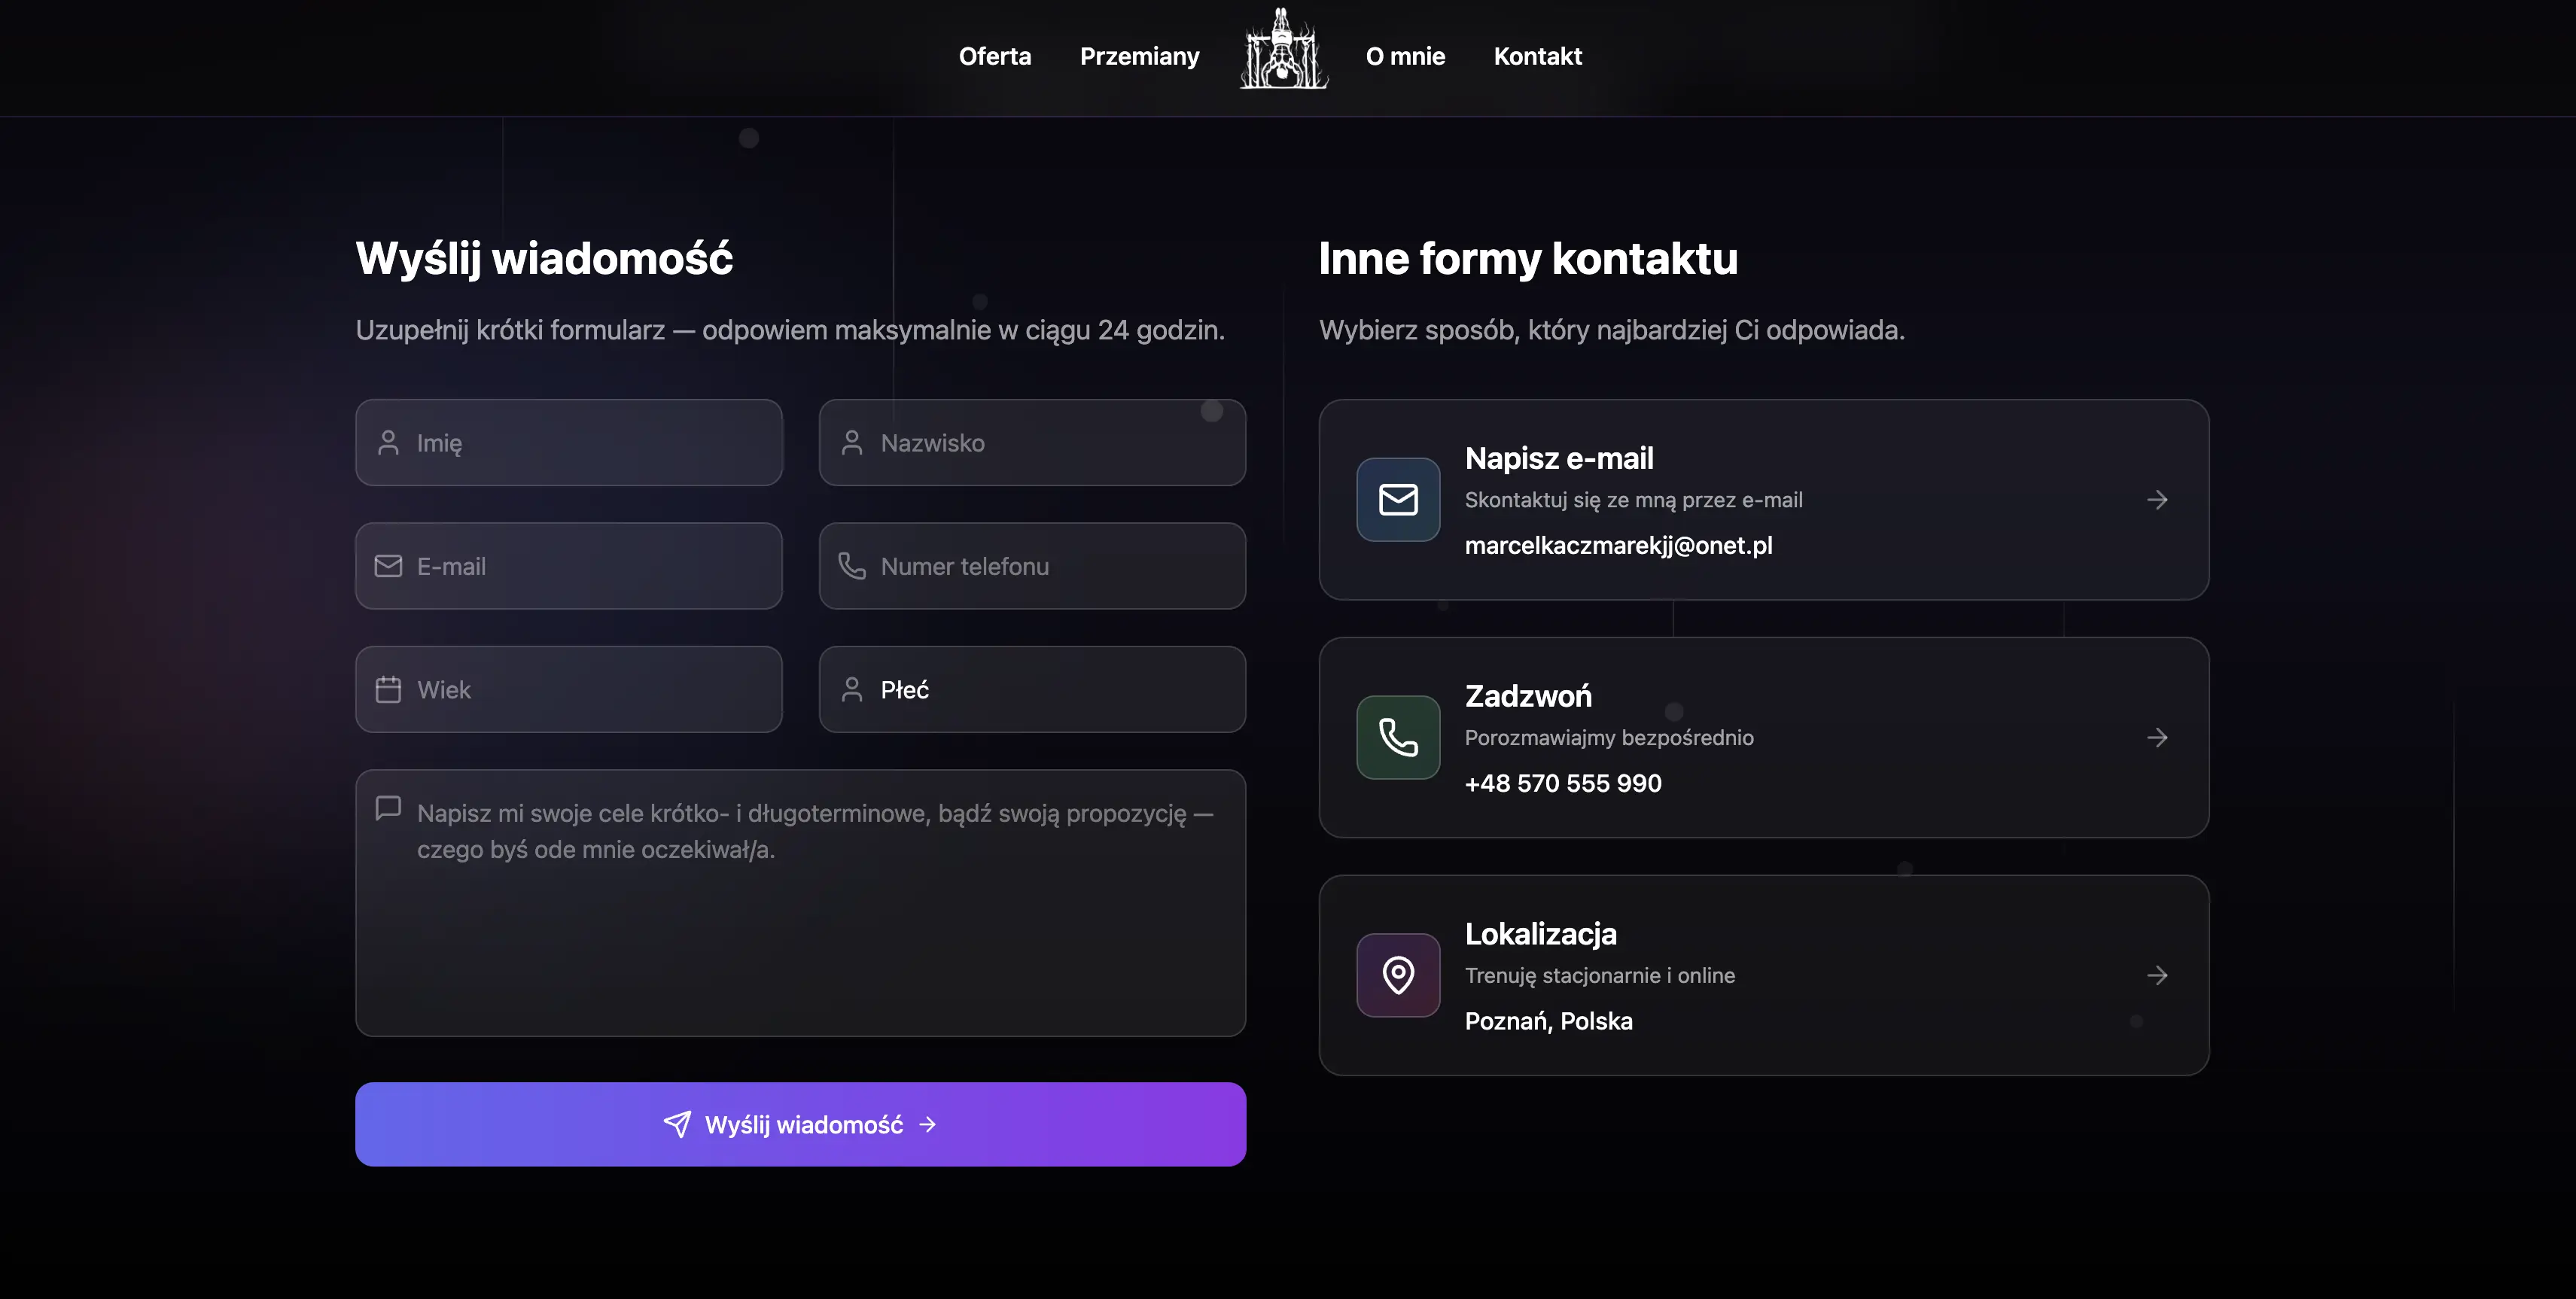 Oferta
Przemiany
O mnie
Kontakt
Wyślij wiadomość
Uzupełnij krótki formularz — odpowiem maksymalnie w ciągu 24 godzin.
Imię
Nazwisko
E-mail
Numer telefonu
Wiek
Płeć
Napisz mi swoje cele krótko- i długoterminowe, bądź swoją propozycję —
czego byś ode mnie oczekiwał/a.
Wyślij wiadomość
Inne formy kontaktu
Wybierz sposób, który najbardziej Ci odpowiada.
Napisz e-mail
Skontaktuj się ze mną przez e-mail
marcelkaczmarekjj@onet.pl
Zadzwoń
Porozmawiajmy bezpośrednio
+48 570 555 990
Lokalizacja
Trenuję stacjonarnie i online
Poznań, Polska